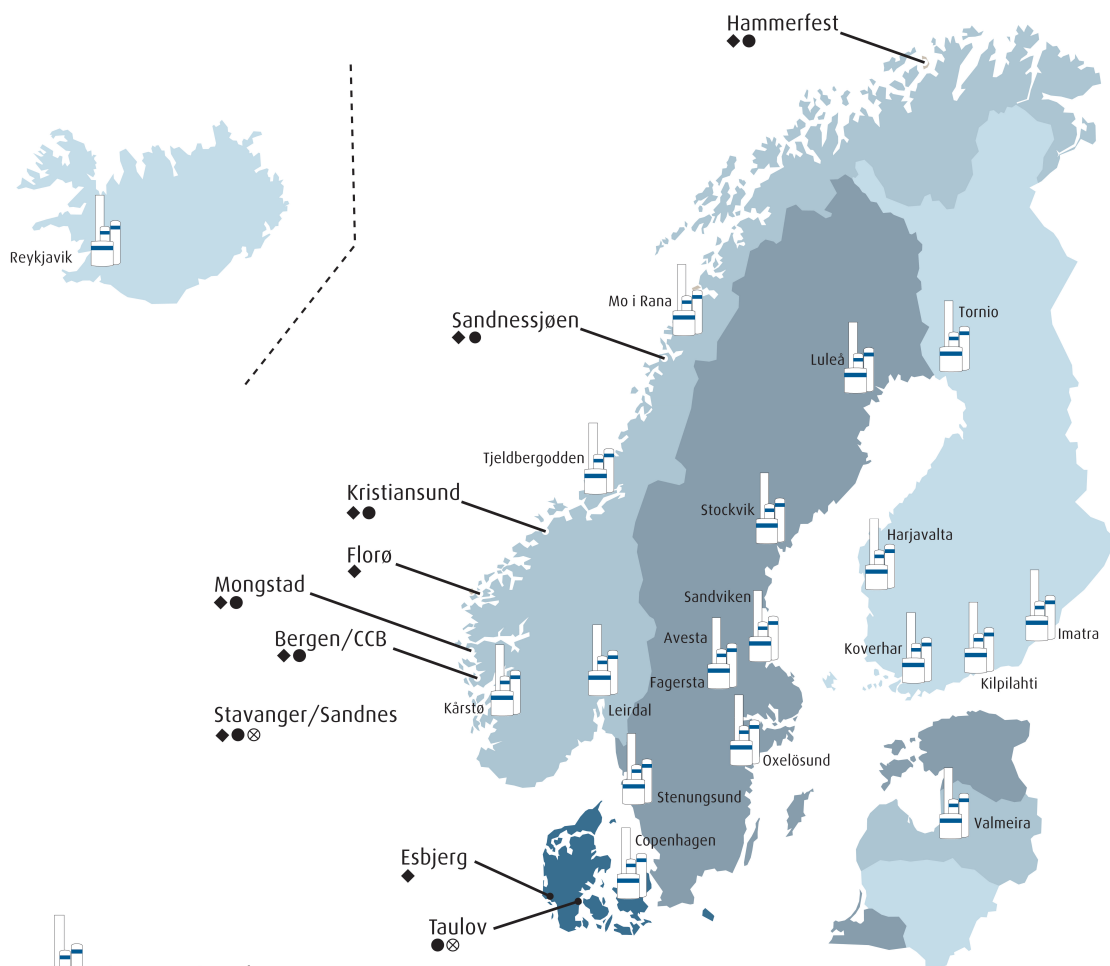 Hammerfest
Reykjavik
Mo i Rana
Sandnessjøen
Tornio
Luleå
Tjeldbergodden
Kristiansund
Stockvik
Harjavalta
Florø
Mongstad
Sandviken
Bergen/CCB
Avesta
Imatra
Koverhar
Fagersta
Kilpilahti
Kårstø
Leirdal
Stavanger/Sandnes
Oxelösund
Stenungsund
Valmeira
Copenhagen
Esbjerg
Taulov